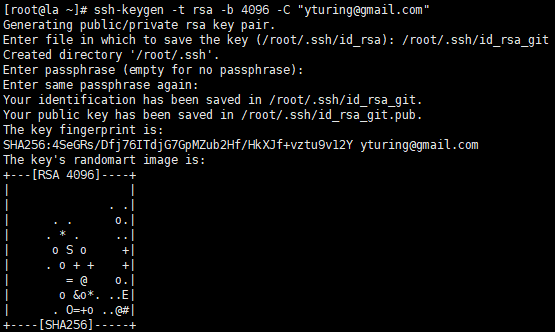 [root@la ~]# ssh-keygen -t rsa -b 4096 -C "yturing@gmail.com"
Generating public/private rsa key pair.
Enter file in which to save the key (/root/.ssh/id_rsa): /root/.ssh/id_rsa_git
Created directory '/root/.ssh'.
Enter passphrase (empty for no passphrase):
Enter same passphrase again:
Your identification has been saved in /root/.ssh/id_rsa_git.
Your public key has been saved in /root/.ssh/id_rsa_git.pub.
The key fingerprint is:
SHA256:4SeGRs/Dfj76ITdjG7GpMZub2Hf/HkXJf+vztu9v12Y yturing@gmail.com
The key's randomart image is:
+---[RSA 4096]----+
|                 |
|              . .|
|      . .      o.|
|     . *  .    ..|
|      o S o     +|
|     . o + +    +|
|        = @    o.|
|       o &o*. ..E|
|      . O=+o ..@#|
+----[SHA256]-----+